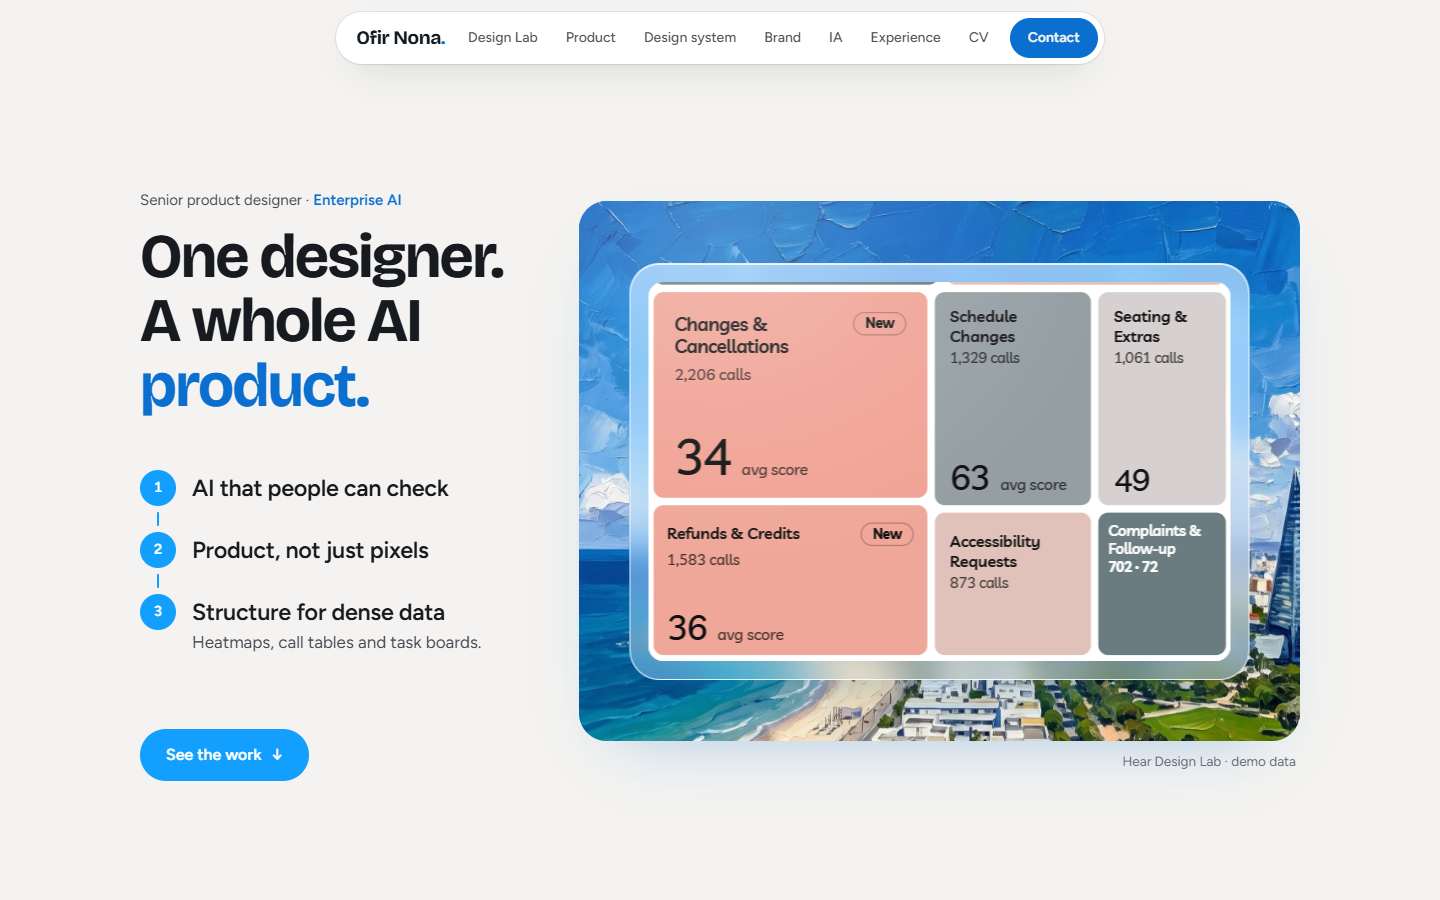 Ofir Nona.
Design Lab
Product
Design system
Brand
IA
Experience
CV
Contact
Senior product designer · Enterprise AI
One designer.
A whole AI
product.
1
AI that people can check
2
Product, not just pixels
3
Structure for dense data
Heatmaps, call tables and task boards.
See the work ↓
Changes &
Cancellations
New
2,206 calls
34 avg score
Schedule
Changes
1,329 calls
63 avg score
Seating &
Extras
1,061 calls
49
Refunds & Credits
New
1,583 calls
36 avg score
Accessibility
Requests
873 calls
Complaints &
Follow-up
702 • 72
Hear Design Lab · demo data